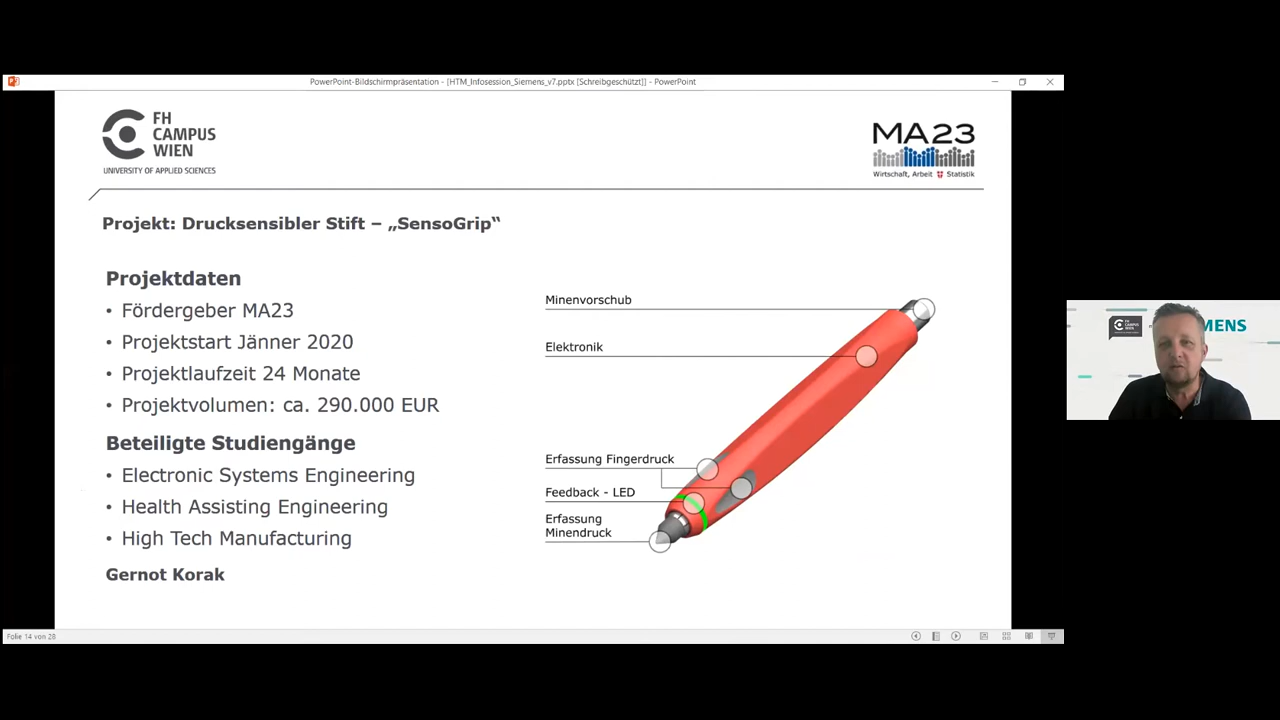 PowerPoint-Bildschirmpräsentation - [HTM_Infosession_Siemens_v7.pptx [Schreibgeschützt]] - PowerPoint
FH
CAMPUS
WIEN
UNIVERSITY OF APPLIED SCIENCES
MA23
Wirtschaft, Arbeit Statistik
Projekt: Drucksensibler Stift – „SensoGrip“
Projektdaten
• Fördergeber MA23
• Projektstart Jänner 2020
• Projektlaufzeit 24 Monate
• Projektvolumen: ca. 290.000 EUR
Beteiligte Studiengänge
• Electronic Systems Engineering
• Health Assisting Engineering
• High Tech Manufacturing
Gernot Korak
Minenvorschub
Elektronik
Erfassung Fingerdruck
Feedback - LED
Erfassung
Minendruck
FH
CAMPUS
WIEN
MENS
Folie 14 von 28